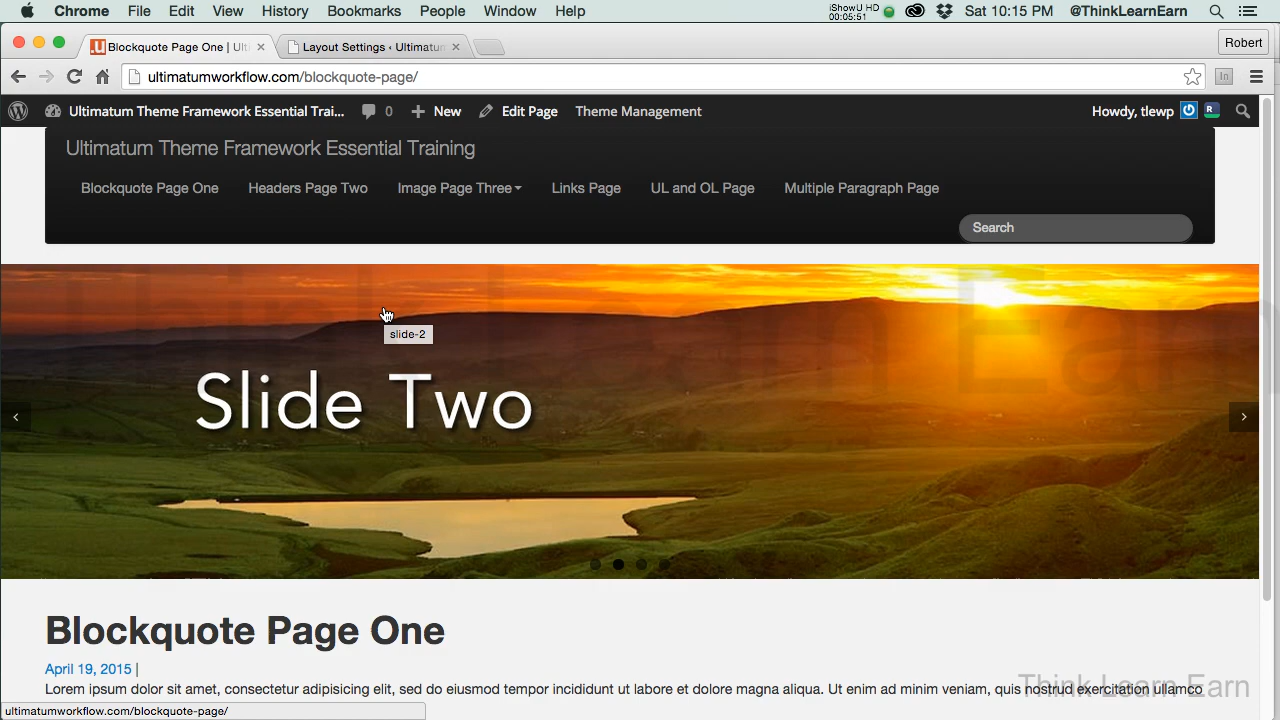 Chrome File Edit View History Bookmarks People Window Help iShowU HD 00:05:51 Sat 10:15 PM @ThinkLearnEarn
Blockquote Page One | Ulti Layout Settings ‹ Ultimatum Robert
ultimatumworkflow.com/blockquote-page/
Ultimatum Theme Framework Essential Trai... 0 New Edit Page Theme Management Howdy, tlewp
Ultimatum Theme Framework Essential Training
Blockquote Page One Headers Page Two Image Page Three Links Page UL and OL Page Multiple Paragraph Page
Search
slide-2
Slide Two
Blockquote Page One
April 19, 2015 |
Lorem ipsum dolor sit amet, consectetur adipisicing elit, sed do eiusmod tempor incididunt ut labore et dolore magna aliqua. Ut enim ad minim veniam, quis nostrud exercitation ullamco
Think Learn Earn
ultimatumworkflow.com/blockquote-page/